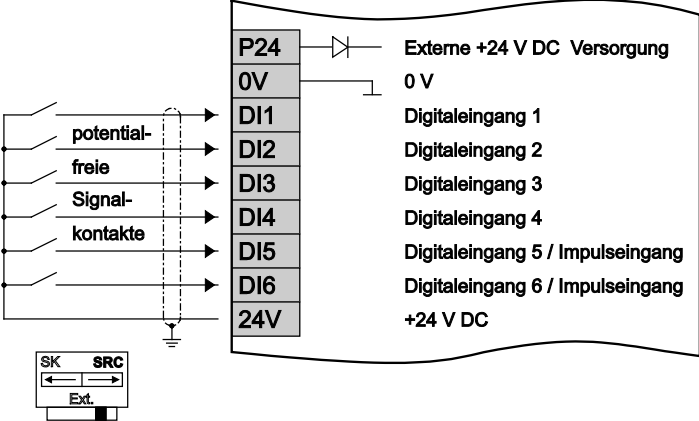 P24 Externe +24 V DC Versorgung
0V 0 V
DI1 Digitaleingang 1
potential-
DI2 Digitaleingang 2
freie
DI3 Digitaleingang 3
Signal-
DI4 Digitaleingang 4
kontakte
DI5 Digitaleingang 5 / Impulseingang
DI6 Digitaleingang 6 / Impulseingang
24V +24 V DC
SK SRC
Ext.